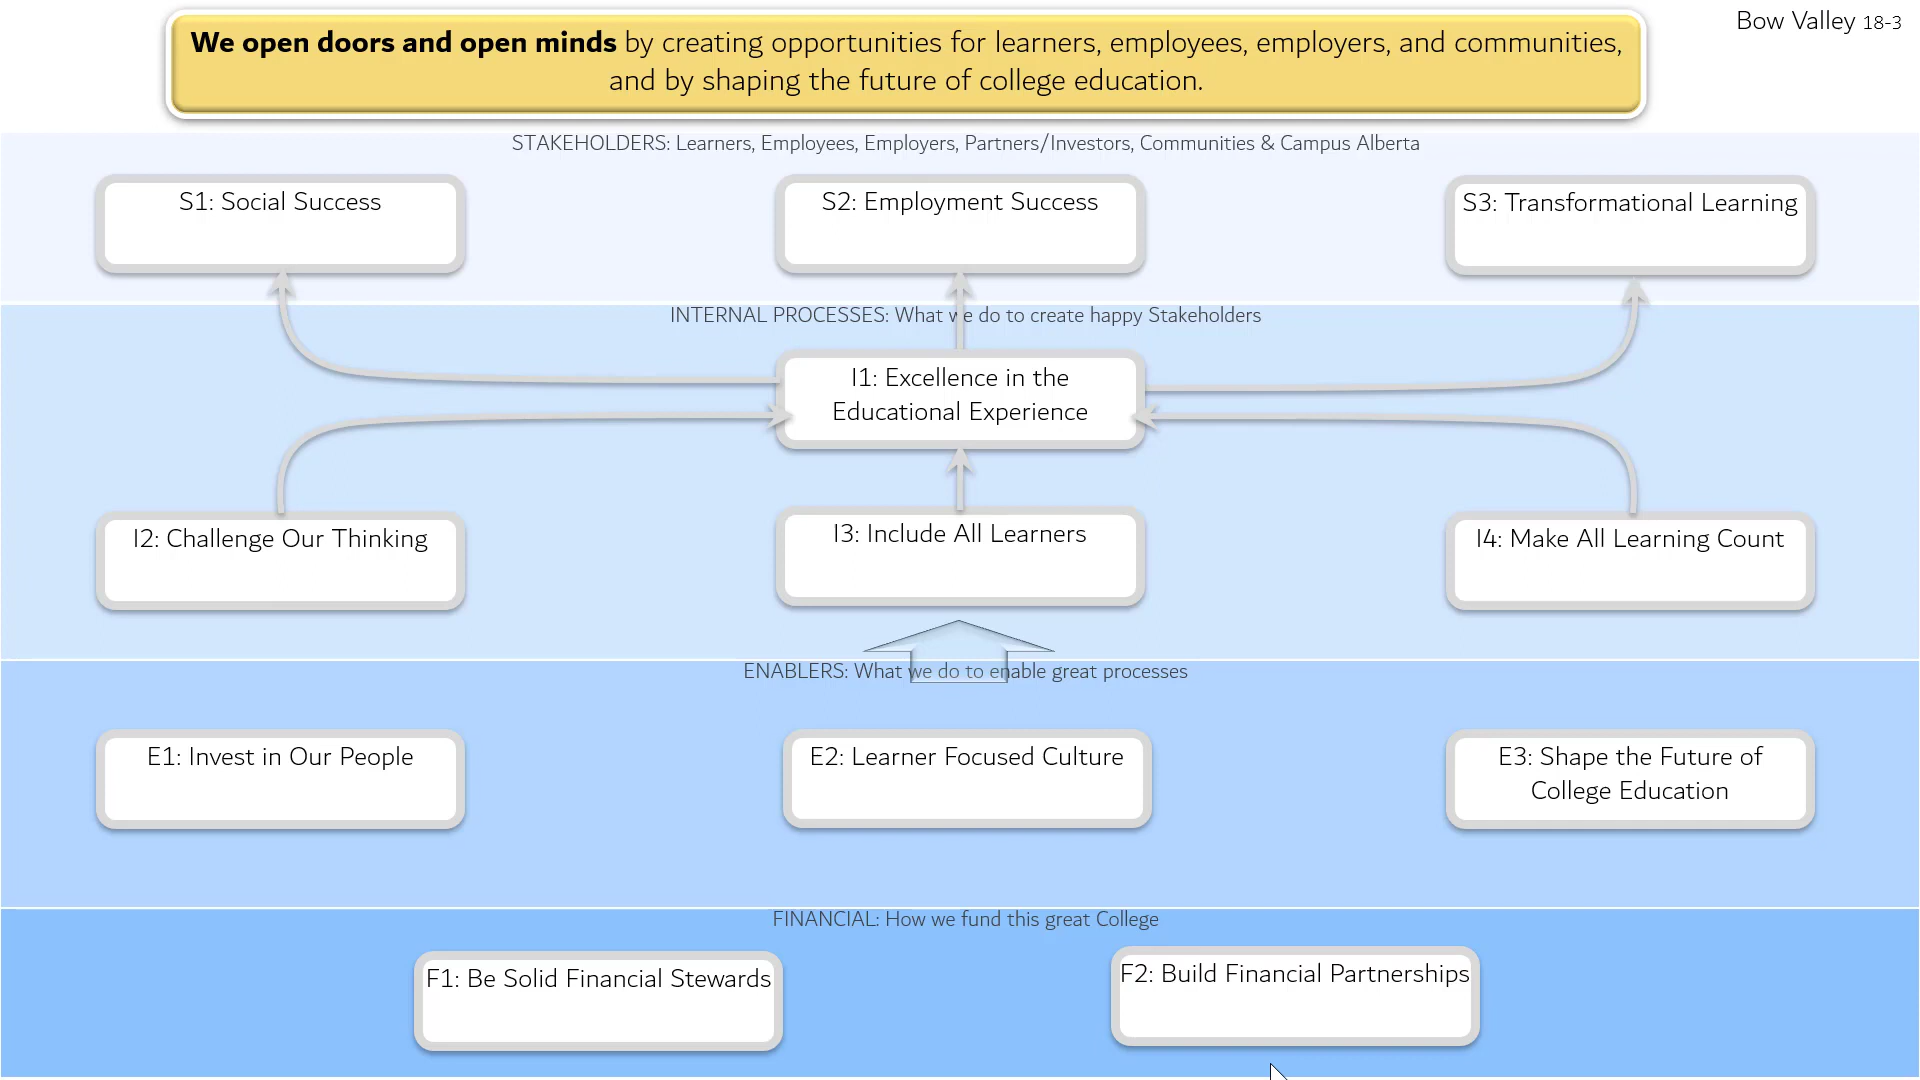 Bow Valley 18-3
We open doors and open minds by creating opportunities for learners, employees, employers, and communities,
and by shaping the future of college education.
STAKEHOLDERS: Learners, Employees, Employers, Partners/Investors, Communities & Campus Alberta
S1: Social Success
S2: Employment Success
S3: Transformational Learning
INTERNAL PROCESSES: What we do to create happy Stakeholders
I1: Excellence in the
Educational Experience
I2: Challenge Our Thinking
I3: Include All Learners
I4: Make All Learning Count
ENABLERS: What we do to enable great processes
E1: Invest in Our People
E2: Learner Focused Culture
E3: Shape the Future of
College Education
FINANCIAL: How we fund this great College
F1: Be Solid Financial Stewards
F2: Build Financial Partnerships